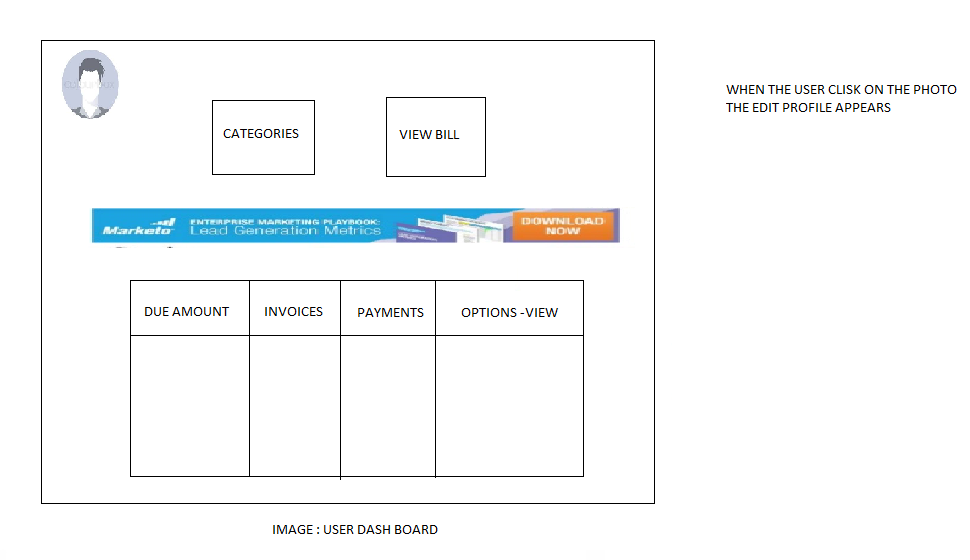 WHEN THE USER CLISK ON THE PHOTO
THE EDIT PROFILE APPEARS
CATEGORIES
VIEW BILL
Marketo
ENTERPRISE MARKETING PLAYBOOK:
Lead Generation Metrics
DOWNLOAD
NOW
DUE AMOUNT
INVOICES
PAYMENTS
OPTIONS -VIEW
IMAGE : USER DASH BOARD